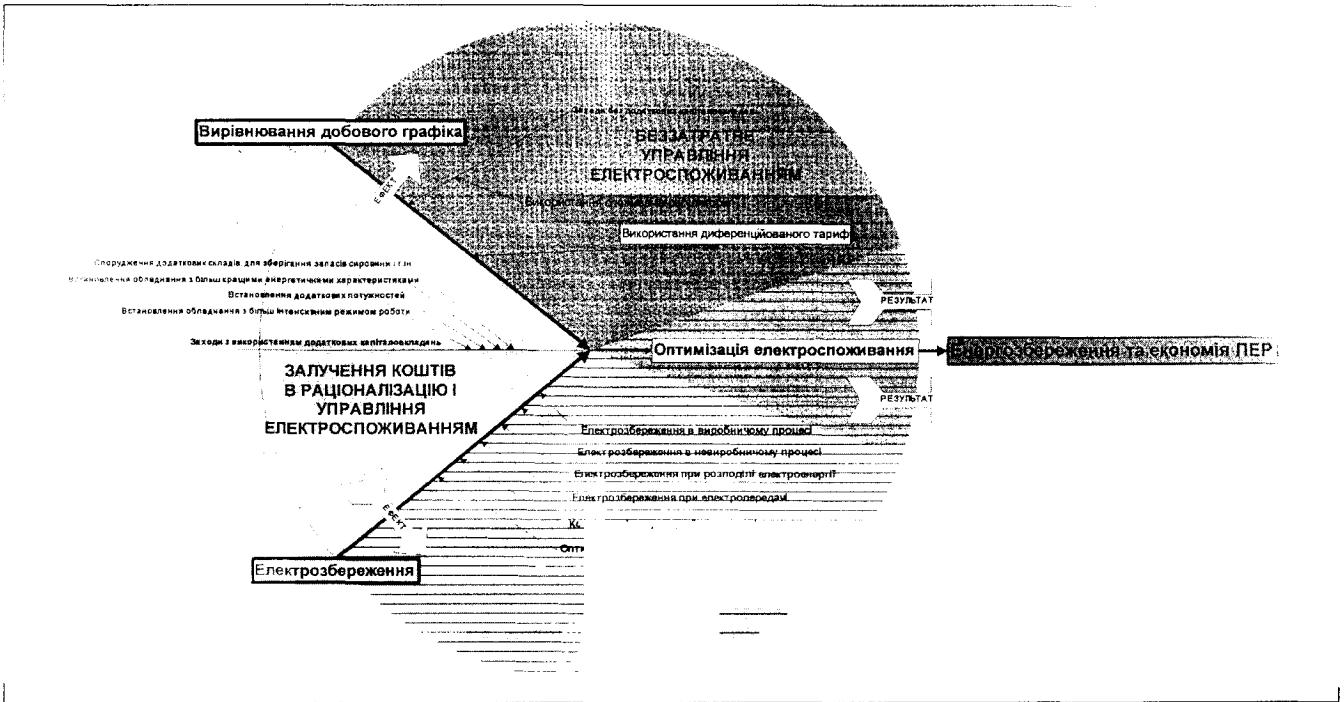 Вирівнювання добового графіка
БЕЗЗАТРАТНЕ
УПРАВЛІННЯ
ЕЛЕКТРОСПОЖИВАННЯМ
ЕФЕКТ
Використання диференційованого тариф
Спорудження додаткових складів для зберігання запасів сировини і г.ін
Встановлення обладнання з більш кращими енергетичними характеристиками
Встановлення додаткових потужностей
Встановлення обладнання з більш інтенсивним режимом роботи
Заходи з використанням додаткових капіталовкладень
РЕЗУЛЬТАТ
Оптимізація електроспоживання
Енергозбереження та економія ПЕР
ЗАЛУЧЕННЯ КОШТІВ
В РАЦІОНАЛІЗАЦІЮ І
УПРАВЛІННЯ
ЕЛЕКТРОСПОЖИВАННЯМ
РЕЗУЛЬТАТ
Електрозбереження в виробничому процесі
Електрозбереження в невиробничому процесі
Електрозбереження при розподілі електроенергії
Електрозбереження при електропередачі
ЕФЕКТ
Електрозбереження